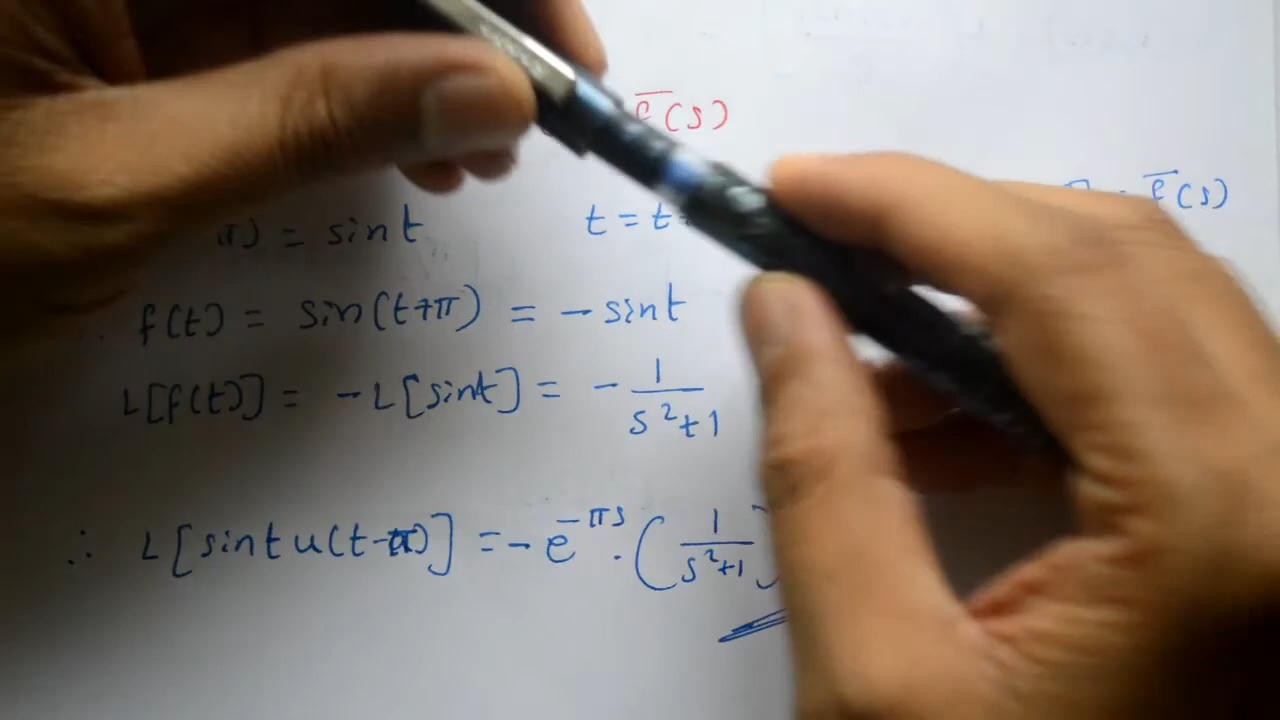 f̅(s)
π) = sint t = t
f̅(s)
f(t) = sin(t+π) = - sint
L[f(t)] = - L[sint] = - 1/(s²+1)
∴ L[sint u(t-π)] = - e^-πs . (1/(s²+1))